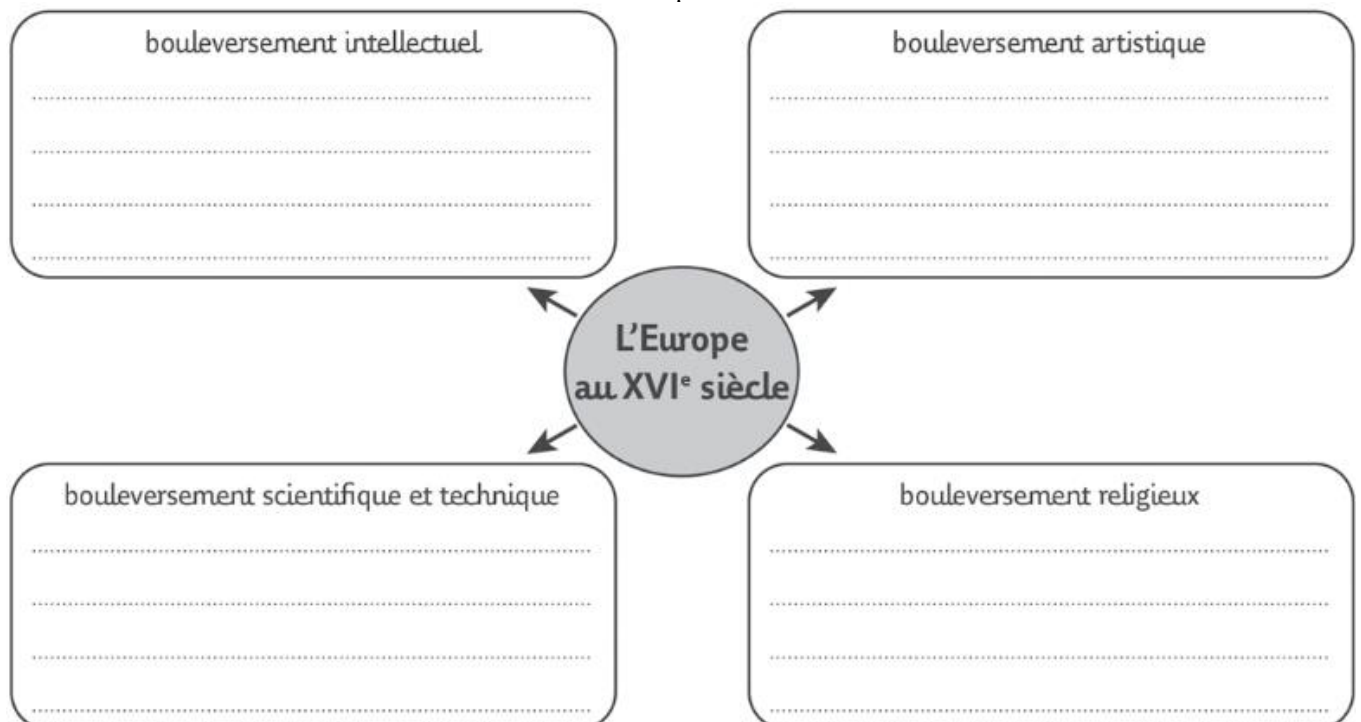 bouleversement intellectuel
bouleversement artistique
L'Europe
au XVIe siècle
bouleversement scientifique et technique
bouleversement religieux